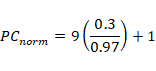 PC_norm = 9 (0.3/0.97) + 1